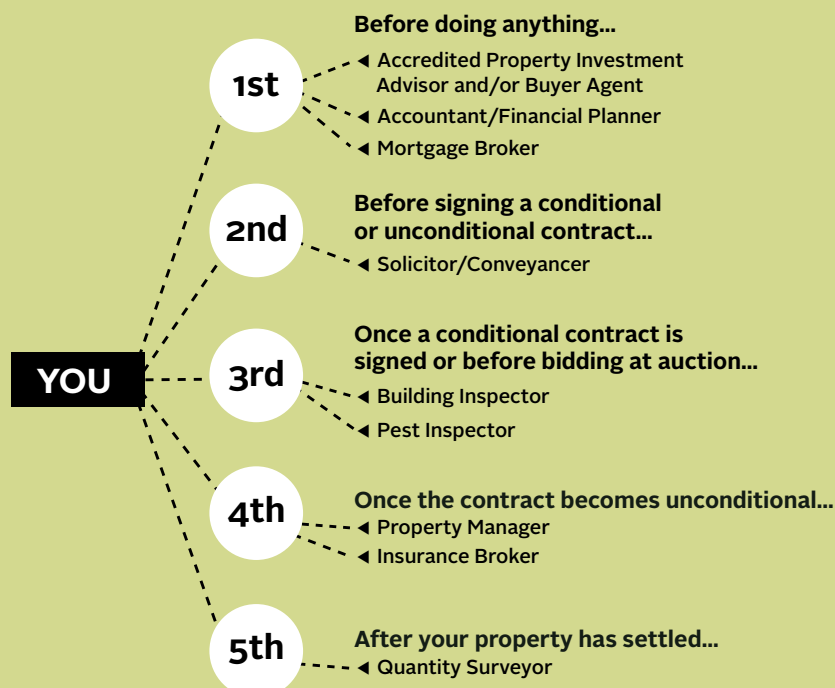 Before doing anything...
1st
◄ Accredited Property Investment
Advisor and/or Buyer Agent
◄ Accountant/Financial Planner
◄ Mortgage Broker
Before signing a conditional
or unconditional contract...
2nd
◄ Solicitor/Conveyancer
Once a conditional contract is
signed or before bidding at auction...
YOU
3rd
◄ Building Inspector
◄ Pest Inspector
Once the contract becomes unconditional...
4th
◄ Property Manager
◄ Insurance Broker
After your property has settled...
5th
◄ Quantity Surveyor